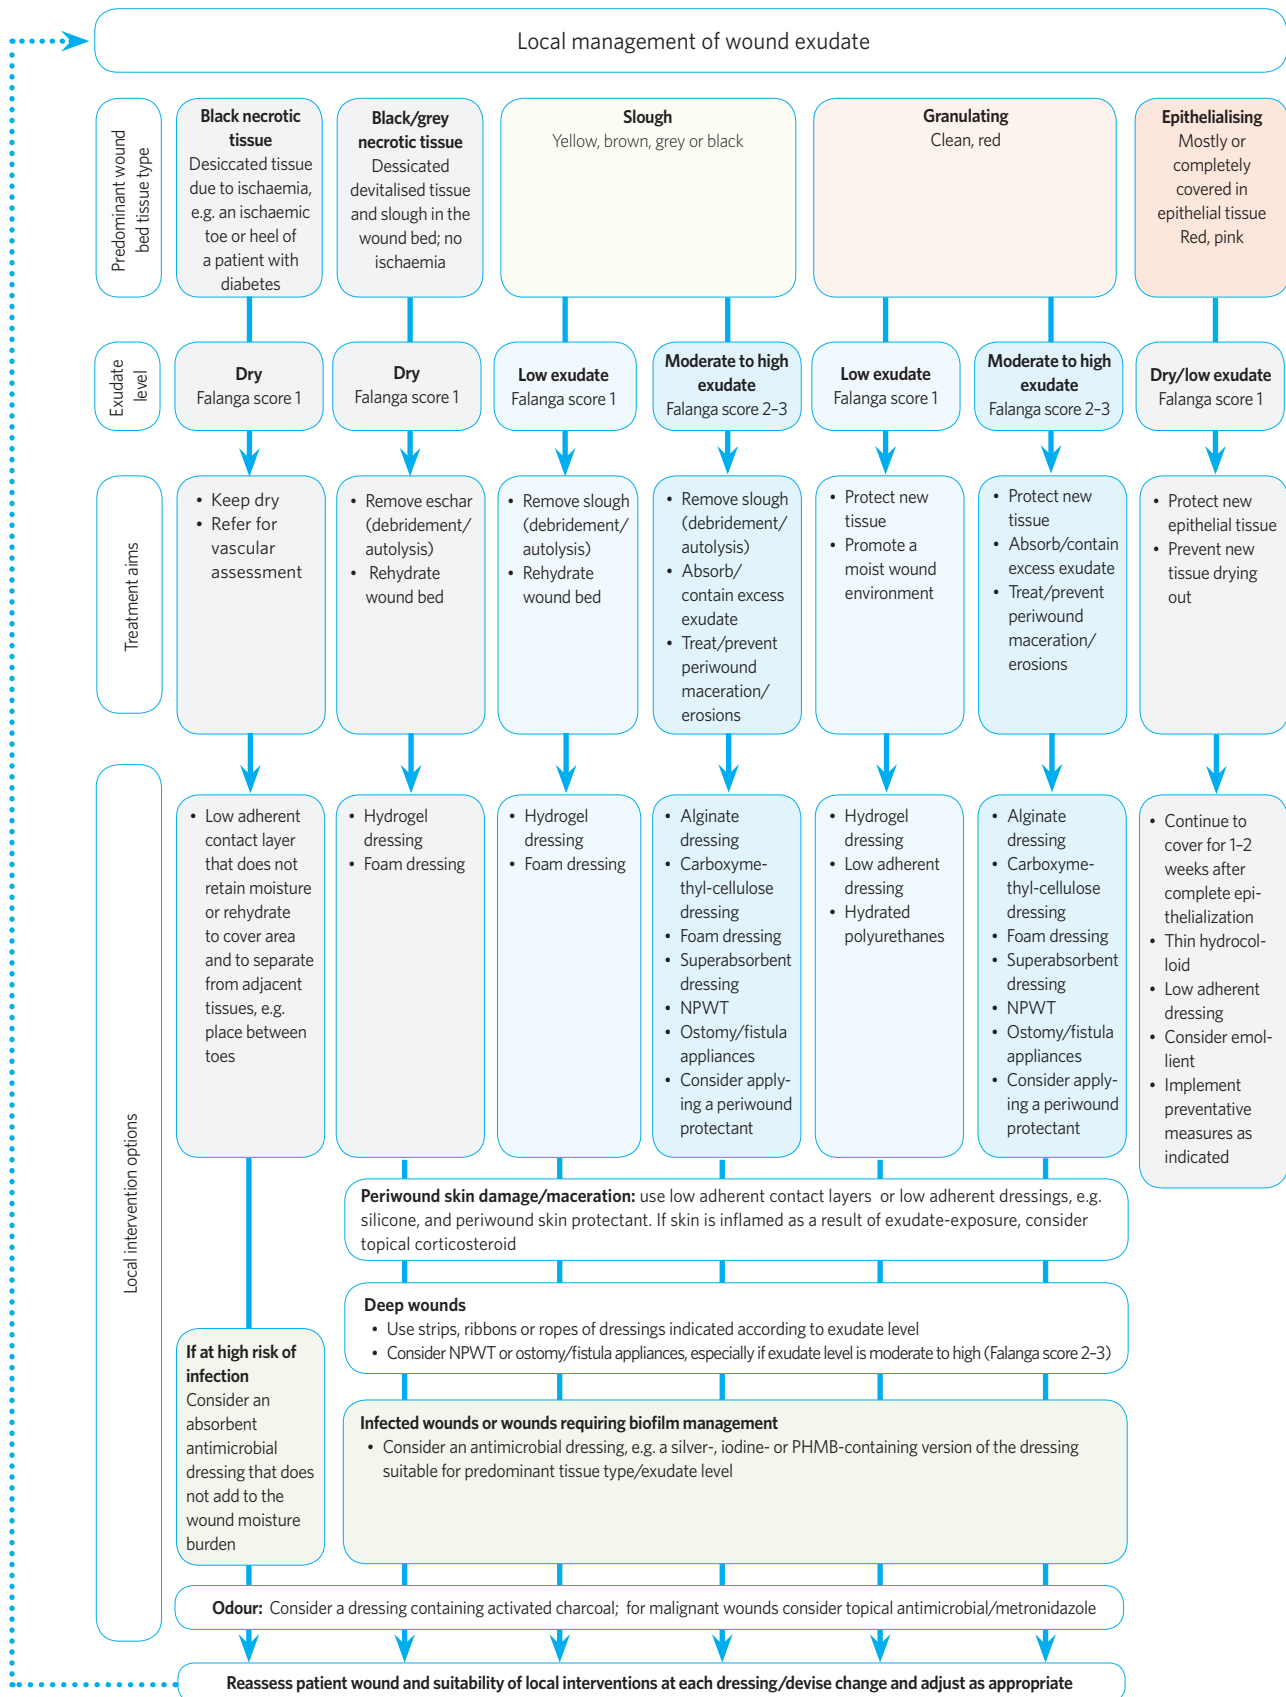 Local management of wound exudate
Predominant wound
bed tissue type
Black necrotic
tissue
Desiccated tissue
due to ischaemia,
e.g. an ischaemic
toe or heel of
a patient with
diabetes
Black/grey
necrotic tissue
Dessicated
devitalised tissue
and slough in the
wound bed; no
ischaemia
Slough
Yellow, brown, grey or black
Granulating
Clean, red
Epithelialising
Mostly or
completely
covered in
epithelial tissue
Red, pink
Exudate
level
Dry
Falanga score 1
Dry
Falanga score 1
Low exudate
Falanga score 1
Moderate to high
exudate
Falanga score 2–3
Low exudate
Falanga score 1
Moderate to high
exudate
Falanga score 2–3
Dry/low exudate
Falanga score 1
Treatment aims
• Keep dry
• Refer for
vascular
assessment
• Remove eschar
(debridement/
autolysis)
• Rehydrate
wound bed
• Remove slough
(debridement/
autolysis)
• Rehydrate
wound bed
• Remove slough
(debridement/
autolysis)
• Absorb/
contain excess
exudate
• Treat/prevent
periwound
maceration/
erosions
• Protect new
tissue
• Promote a
moist wound
environment
• Protect new
tissue
• Absorb/contain
excess exudate
• Treat/prevent
periwound
maceration/
erosions
• Protect new
epithelial tissue
• Prevent new
tissue drying
out
Local intervention options
• Low adherent
contact layer
that does not
retain moisture
or rehydrate
to cover area
and to separate
from adjacent
tissues, e.g.
place between
toes
• Hydrogel
dressing
• Foam dressing
• Hydrogel
dressing
• Foam dressing
• Alginate
dressing
• Carboxyme-
thyl-cellulose
dressing
• Foam dressing
• Superabsorbent
dressing
• NPWT
• Ostomy/fistula
appliances
• Consider apply-
ing a periwound
protectant
• Hydrogel
dressing
• Low adherent
dressing
• Hydrated
polyurethanes
• Alginate
dressing
• Carboxyme-
thyl-cellulose
dressing
• Foam dressing
• Superabsorbent
dressing
• NPWT
• Ostomy/fistula
appliances
• Consider apply-
ing a periwound
protectant
• Continue to
cover for 1–2
weeks after
complete epi-
thelialization
• Thin hydrocol-
loid
• Low adherent
dressing
• Consider emol-
lient
• Implement
preventative
measures as
indicated
Periwound skin damage/maceration: use low adherent contact layers or low adherent dressings, e.g.
silicone, and periwound skin protectant. If skin is inflamed as a result of exudate-exposure, consider
topical corticosteroid
Deep wounds
• Use strips, ribbons or ropes of dressings indicated according to exudate level
• Consider NPWT or ostomy/fistula appliances, especially if exudate level is moderate to high (Falanga score 2–3)
If at high risk of
infection
Consider an
absorbent
antimicrobial
dressing that does
not add to the
wound moisture
burden
Infected wounds or wounds requiring biofilm management
• Consider an antimicrobial dressing, e.g. a silver-, iodine- or PHMB-containing version of the dressing
suitable for predominant tissue type/exudate level
Odour: Consider a dressing containing activated charcoal; for malignant wounds consider topical antimicrobial/metronidazole
Reassess patient wound and suitability of local interventions at each dressing/devise change and adjust as appropriate